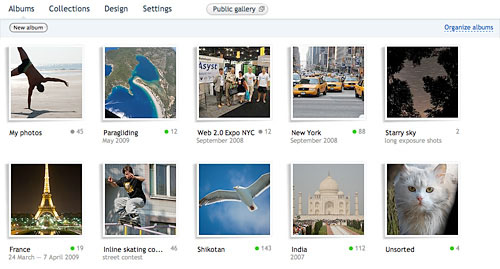 Albums Collections Design Settings Public gallery
New album Organize albums
Asyst
My photos 45 Paragliding 12 Web 2.0 Expo NYC 12 New York 88 Starry sky 2
May 2009 September 2008 September 2008 long exposure shots
France 19 Inline skating co... 46 Shikotan 143 India 112 Unsorted 4
24 March — 7 April 2009 street contest 2007